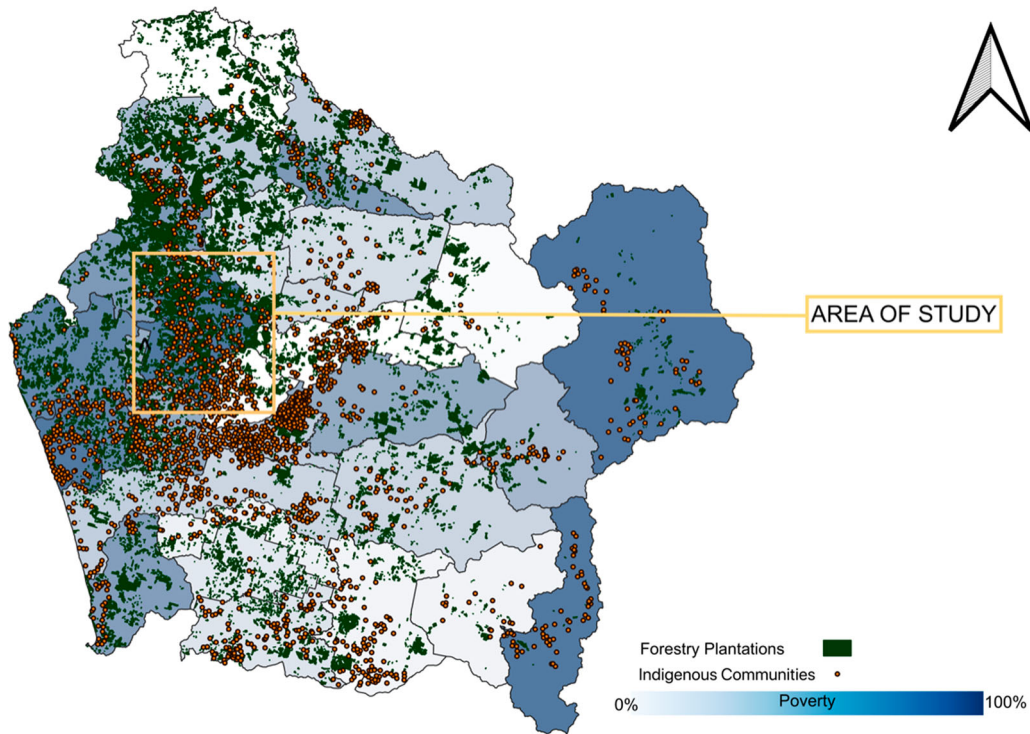 AREA OF STUDY
Forestry Plantations
Indigenous Communities
0% Poverty 100%